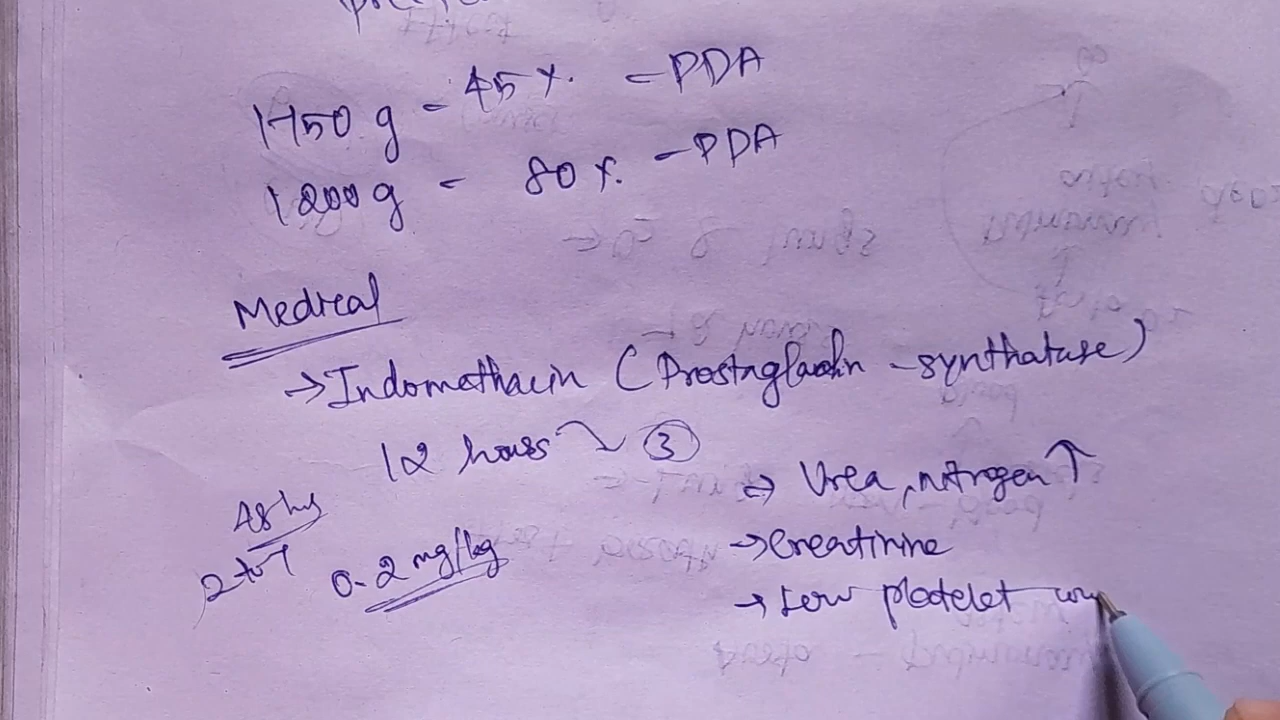 1750 g - 45 %. - PDA
1200 g - 80 %. - PDA
Medical
→ Indomethacin (Prostaglandin - synthatase)
12 hours ③
48 hrs
2 to 7
0.2 mg/kg
→ Urea, nitrogen ↑
→ Creatinine
→ Low platelet cou